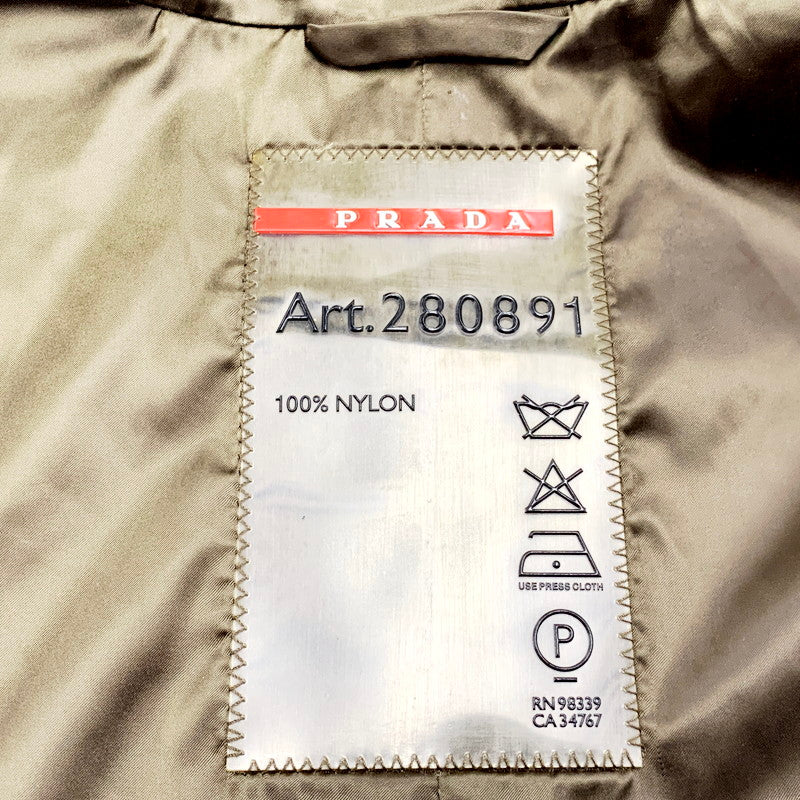 PRADA
Art.280891
100% NYLON
USE PRESS CLOTH
P
RN 98339
CA 34767